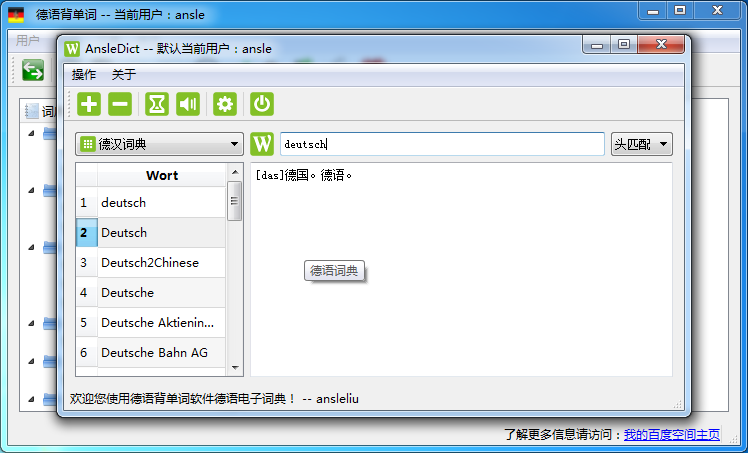 德语背单词 -- 当前用户：ansle
用户
AnsleDict -- 默认当前用户：ansle
操作 关于
德汉词典
W
deutsch
头匹配
Wort
1 deutsch
2 Deutsch
3 Deutsch2Chinese
4 Deutsche
5 Deutsche Aktienin...
6 Deutsche Bahn AG
[das]德国。德语。
德语词典
欢迎您使用德语背单词软件德语电子词典！ -- ansleliu
了解更多信息请访问：我的百度空间主页